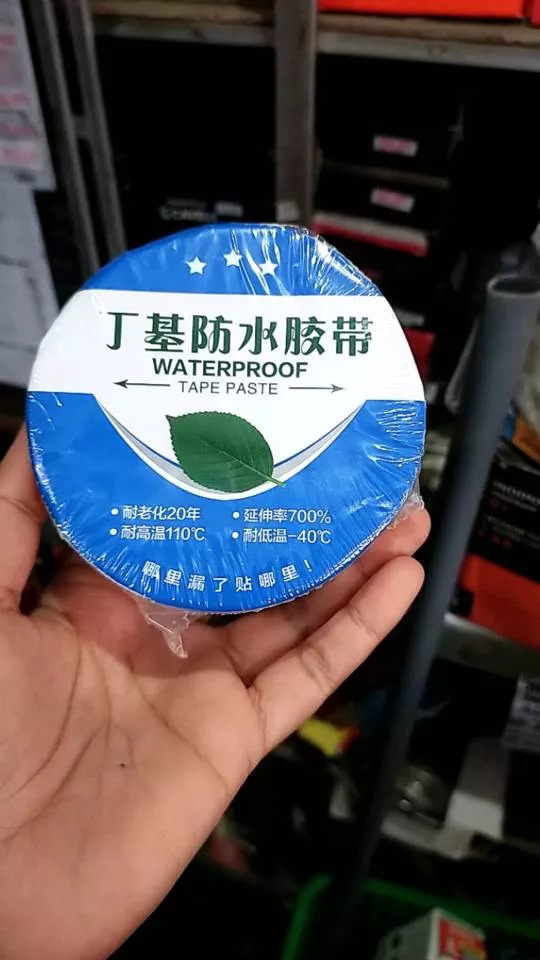 丁基防水胶带
WATERPROOF
TAPE PASTE
•耐老化20年 •延伸率700%
•耐高温110℃ •耐低温-40℃
哪里漏了贴哪里!